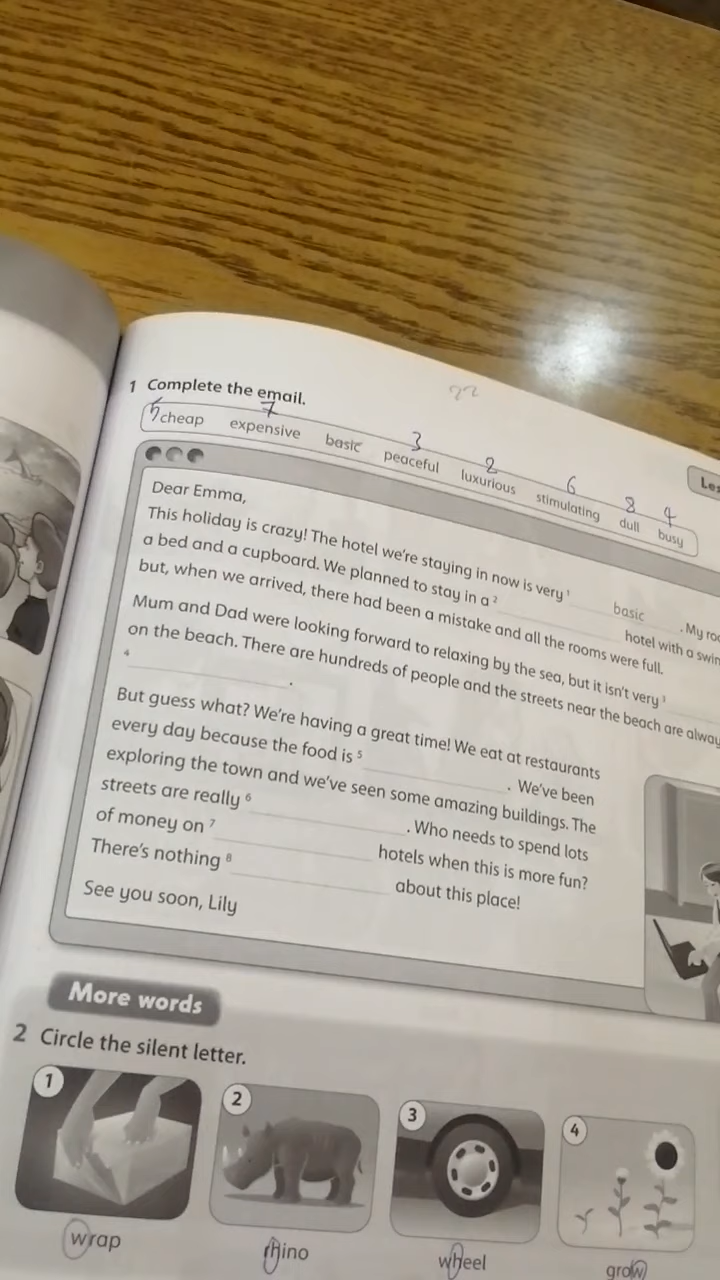 22
1 Complete the email.
5 7 3 2 6 8 4
cheap expensive basic peaceful luxurious stimulating dull busy
Dear Emma,
This holiday is crazy! The hotel we're staying in now is very ¹ basic . My
a bed and a cupboard. We planned to stay in a ² hotel with a
but, when we arrived, there had been a mistake and all the rooms were full.
Mum and Dad were looking forward to relaxing by the sea, but it isn't very ³
on the beach. There are hundreds of people and the streets near the beach are
⁴ .
But guess what? We're having a great time! We eat at restaurants
every day because the food is ⁵ . We've been
exploring the town and we've seen some amazing buildings. The
streets are really ⁶ . Who needs to spend lots
of money on ⁷ hotels when this is more fun?
There's nothing ⁸ about this place!
See you soon, Lily
More words
2 Circle the silent letter.
1 2 3 4
wrap rhino wheel grow